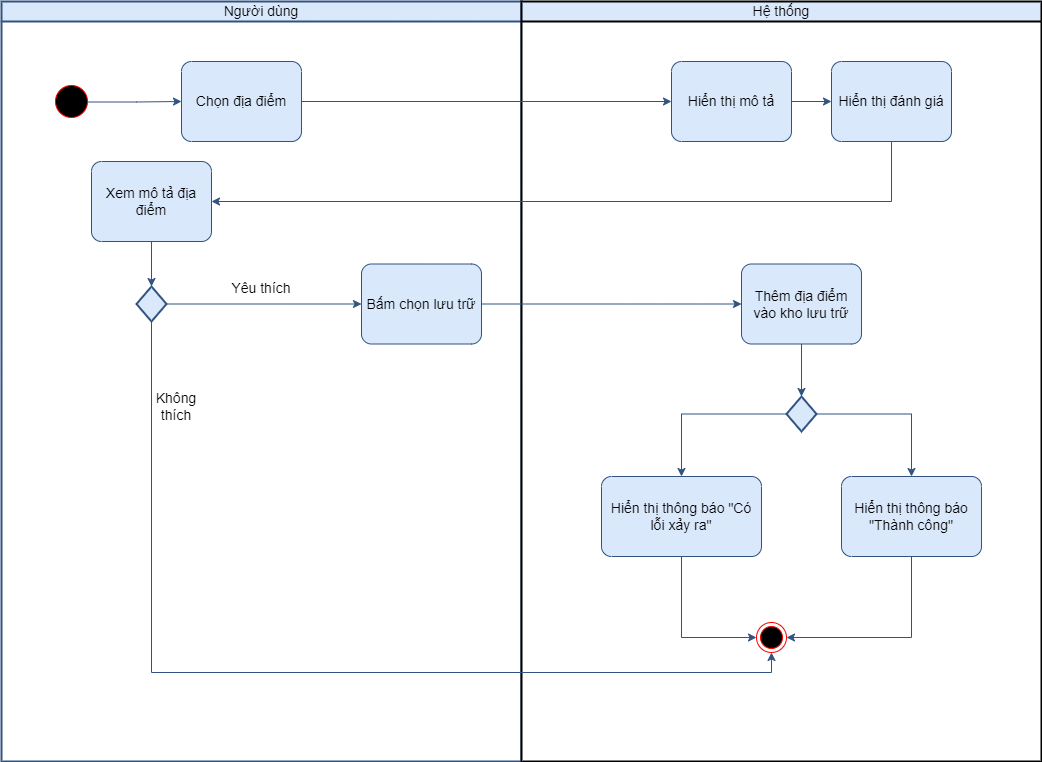 Người dùng
Hệ thống
Chọn địa điểm
Hiển thị mô tả
Hiển thị đánh giá
Xem mô tả địa
điểm
Yêu thích
Bấm chọn lưu trữ
Thêm địa điểm
vào kho lưu trữ
Không
thích
Hiển thị thông báo "Có
lỗi xảy ra"
Hiển thị thông báo
"Thành công"